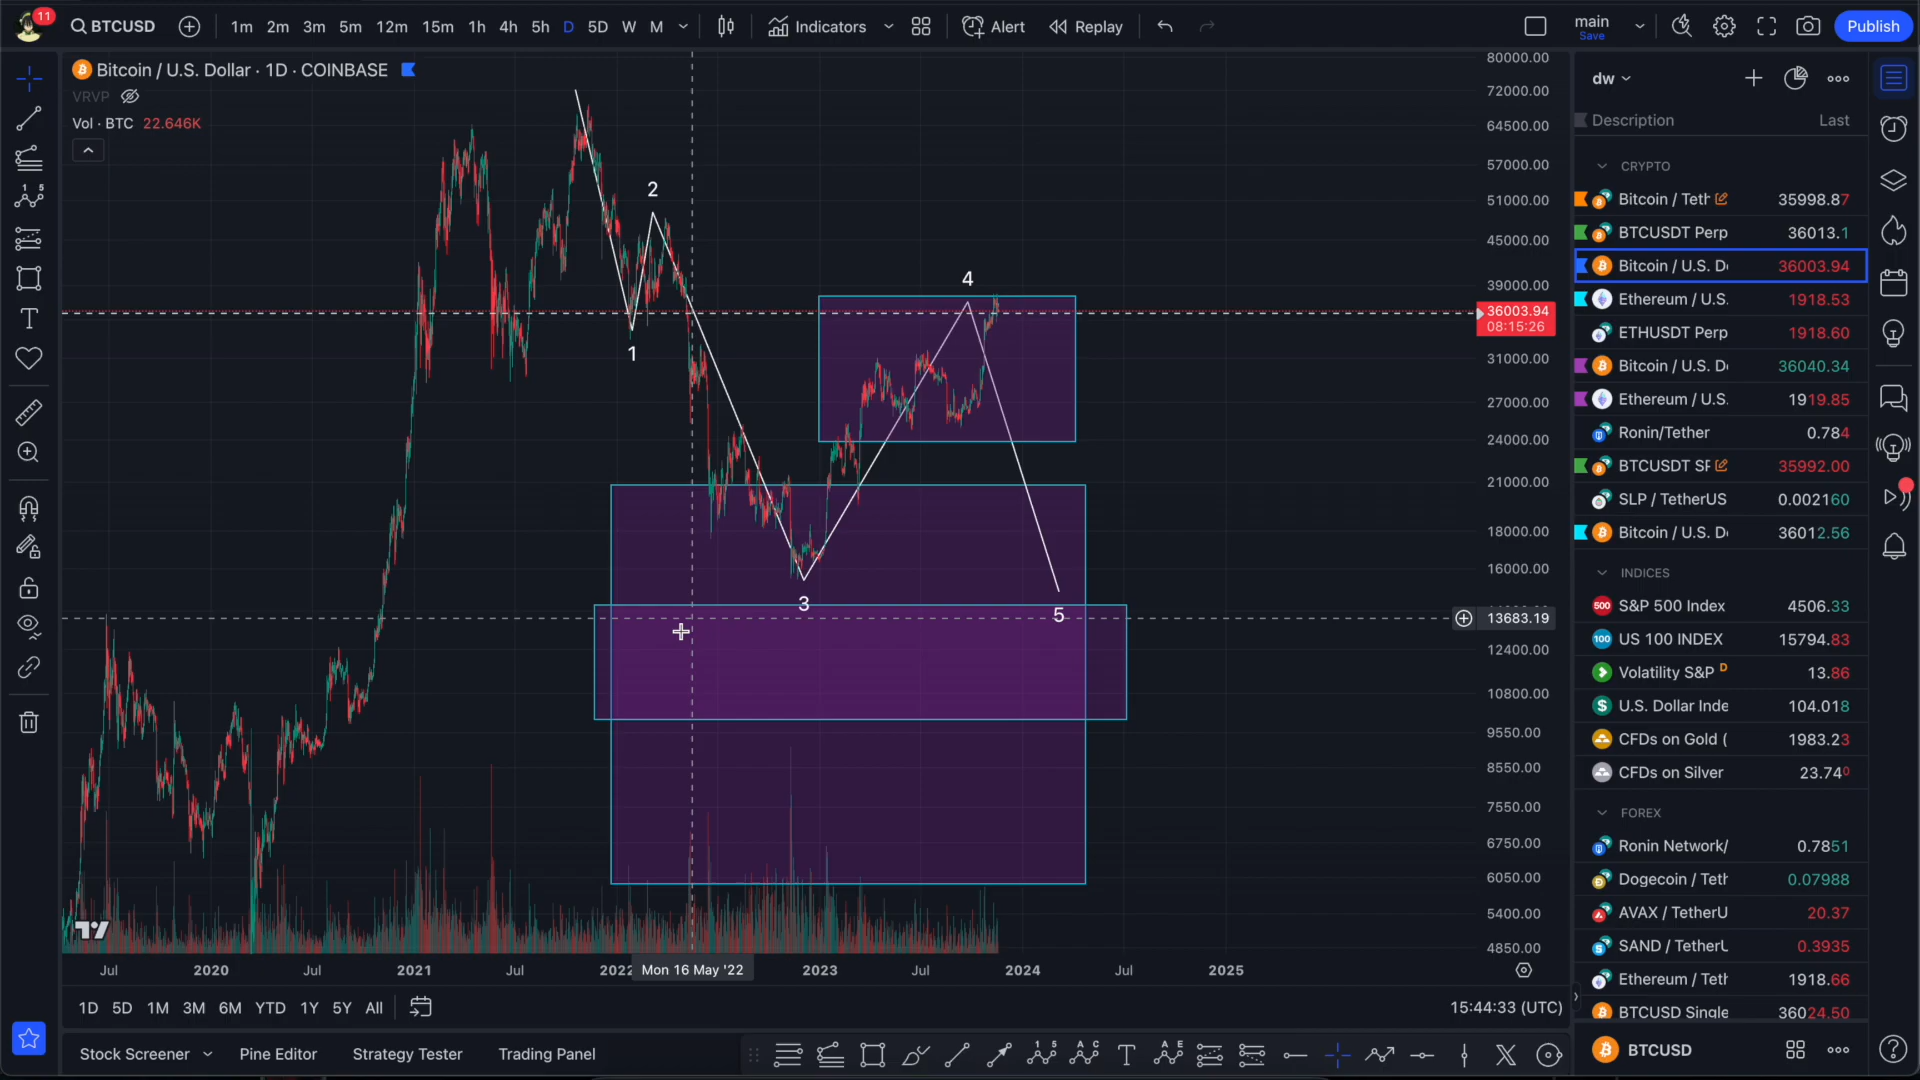 11
BTCUSD
1m 2m 3m 5m 12m 15m 1h 4h 5h D 5D W M
Indicators
Alert
Replay
main
Save
Publish
Bitcoin / U.S. Dollar · 1D · COINBASE
VRVP
Vol · BTC 22.646K
2
1
4
3
5
80000.00
72000.00
64500.00
57000.00
51000.00
45000.00
39000.00
36003.94
08:15:26
31000.00
27000.00
24000.00
21000.00
18000.00
16000.00
13683.19
12400.00
10800.00
9550.00
8550.00
7550.00
6750.00
6050.00
5400.00
4850.00
Jul 2020 Jul 2021 Jul 2022 Mon 16 May '22 2023 Jul 2024 Jul 2025
1D 5D 1M 3M 6M YTD 1Y 5Y All
15:44:33 (UTC)
Stock Screener Pine Editor Strategy Tester Trading Panel
dw
Description Last
CRYPTO
Bitcoin / Teth 35998.87
BTCUSDT Perp 36013.1
Bitcoin / U.S. D 36003.94
Ethereum / U.S. 1918.53
ETHUSDT Perp 1918.60
Bitcoin / U.S. D 36040.34
Ethereum / U.S. 1919.85
Ronin/Tether 0.784
BTCUSDT SP 35992.00
SLP / TetherUS 0.002160
Bitcoin / U.S. D 36012.56
INDICES
500 S&P 500 Index 4506.33
100 US 100 INDEX 15794.83
Volatility S&P D 13.86
$ U.S. Dollar Inde 104.018
CFDs on Gold ( 1983.23
CFDs on Silver 23.740
FOREX
Ronin Network/ 0.7851
Dogecoin / Teth 0.07988
AVAX / TetherU 20.37
SAND / TetherU 0.3935
Ethereum / Teth 1918.66
BTCUSD Single 36024.50
BTCUSD